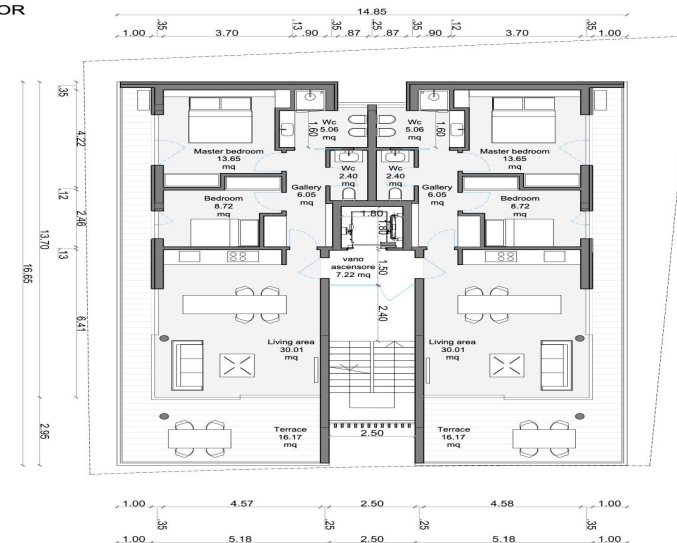 OR
14.85
1.00 .35 3.70 .13 .90 .35 .87 .25 .87 .35 .90 .12 3.70 .35 1.00
.35
4.22
.12
2.46
.13
6.41
13.70
2.95
16.65
Wc
5.06
mq
1.60
Wc
5.06
mq
1.60
Master bedroom
13.65
mq
Master bedroom
13.65
mq
Wc
2.40
mq
Wc
2.40
mq
Gallery
6.05
mq
Gallery
6.05
mq
Bedroom
8.72
mq
Bedroom
8.72
mq
1.80
1.80
vano
ascensore
7.22 mq
1.50
2.40
Living area
30.01
mq
Living area
30.01
mq
Terrace
16.17
mq
Terrace
16.17
mq
2.50
1.00 .35 4.57 2.50 4.58 .35 1.00
1.00 5.18 .25 2.50 .25 5.18 1.00